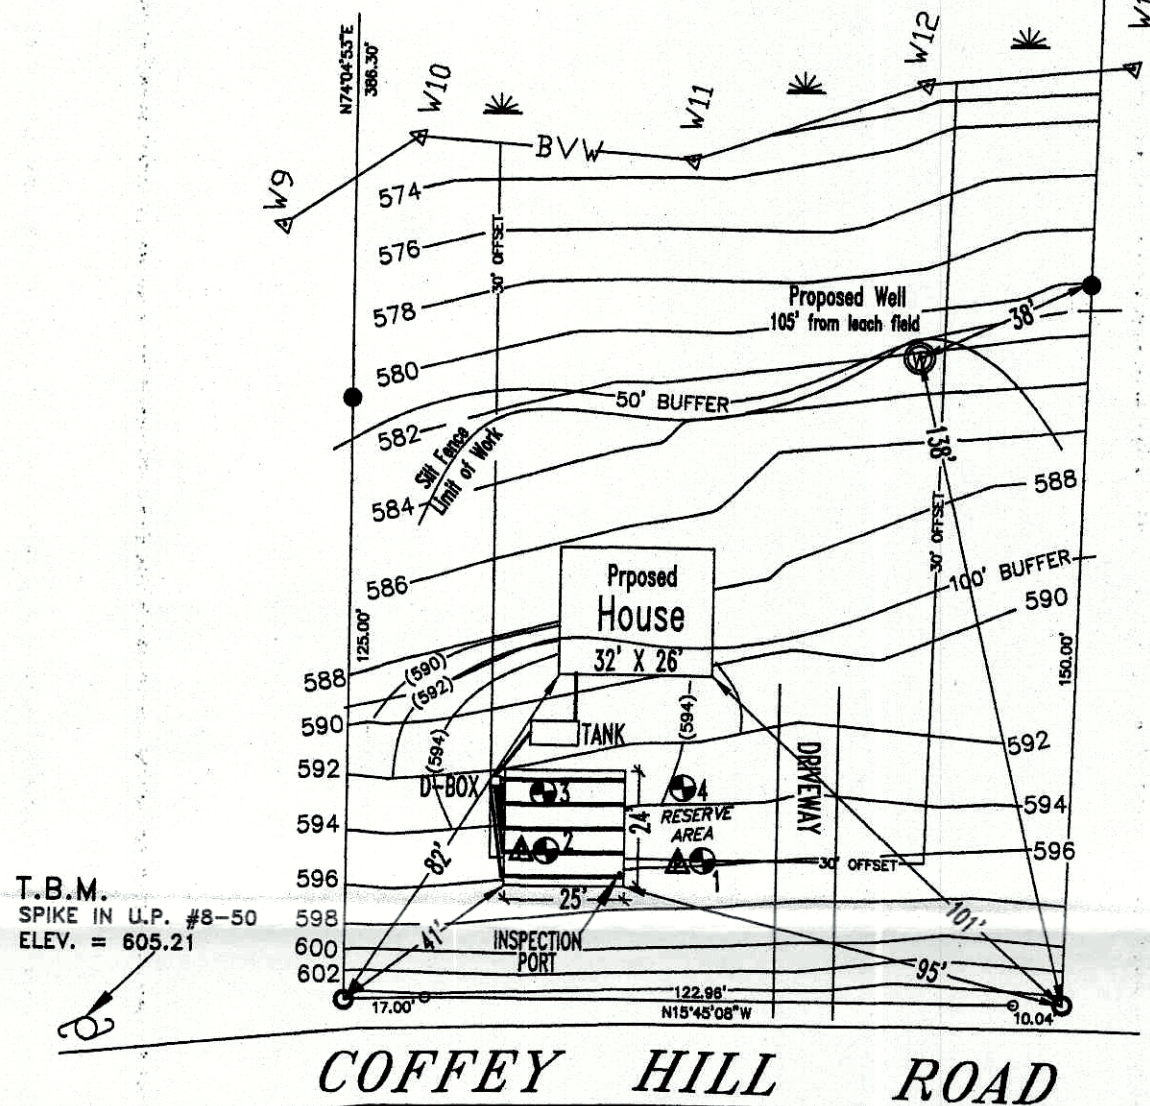 N74°04'53"E
386.30'
W9
W10
W11
W12
BVW
574
576
578
580
582
584
586
588
590
592
594
596
598
600
602
30' OFFSET
Proposed Well
105' from leach field
W
38'
138'
50' BUFFER
Silt Fence
Limit of Work
588
30' OFFSET
100' BUFFER
590
125.00'
150.00'
Prposed
House
32' X 26'
(590)
(592)
(594)
(594)
TANK
D-BOX
3
4
2
1
24'
RESERVE
AREA
DRIVEWAY
592
594
596
30' OFFSET
82'
41'
25'
101'
95'
INSPECTION
PORT
T.B.M.
SPIKE IN U.P. #8-50
ELEV. = 605.21
17.00'
122.96'
N15°45'08"W
10.04'
COFFEY HILL ROAD